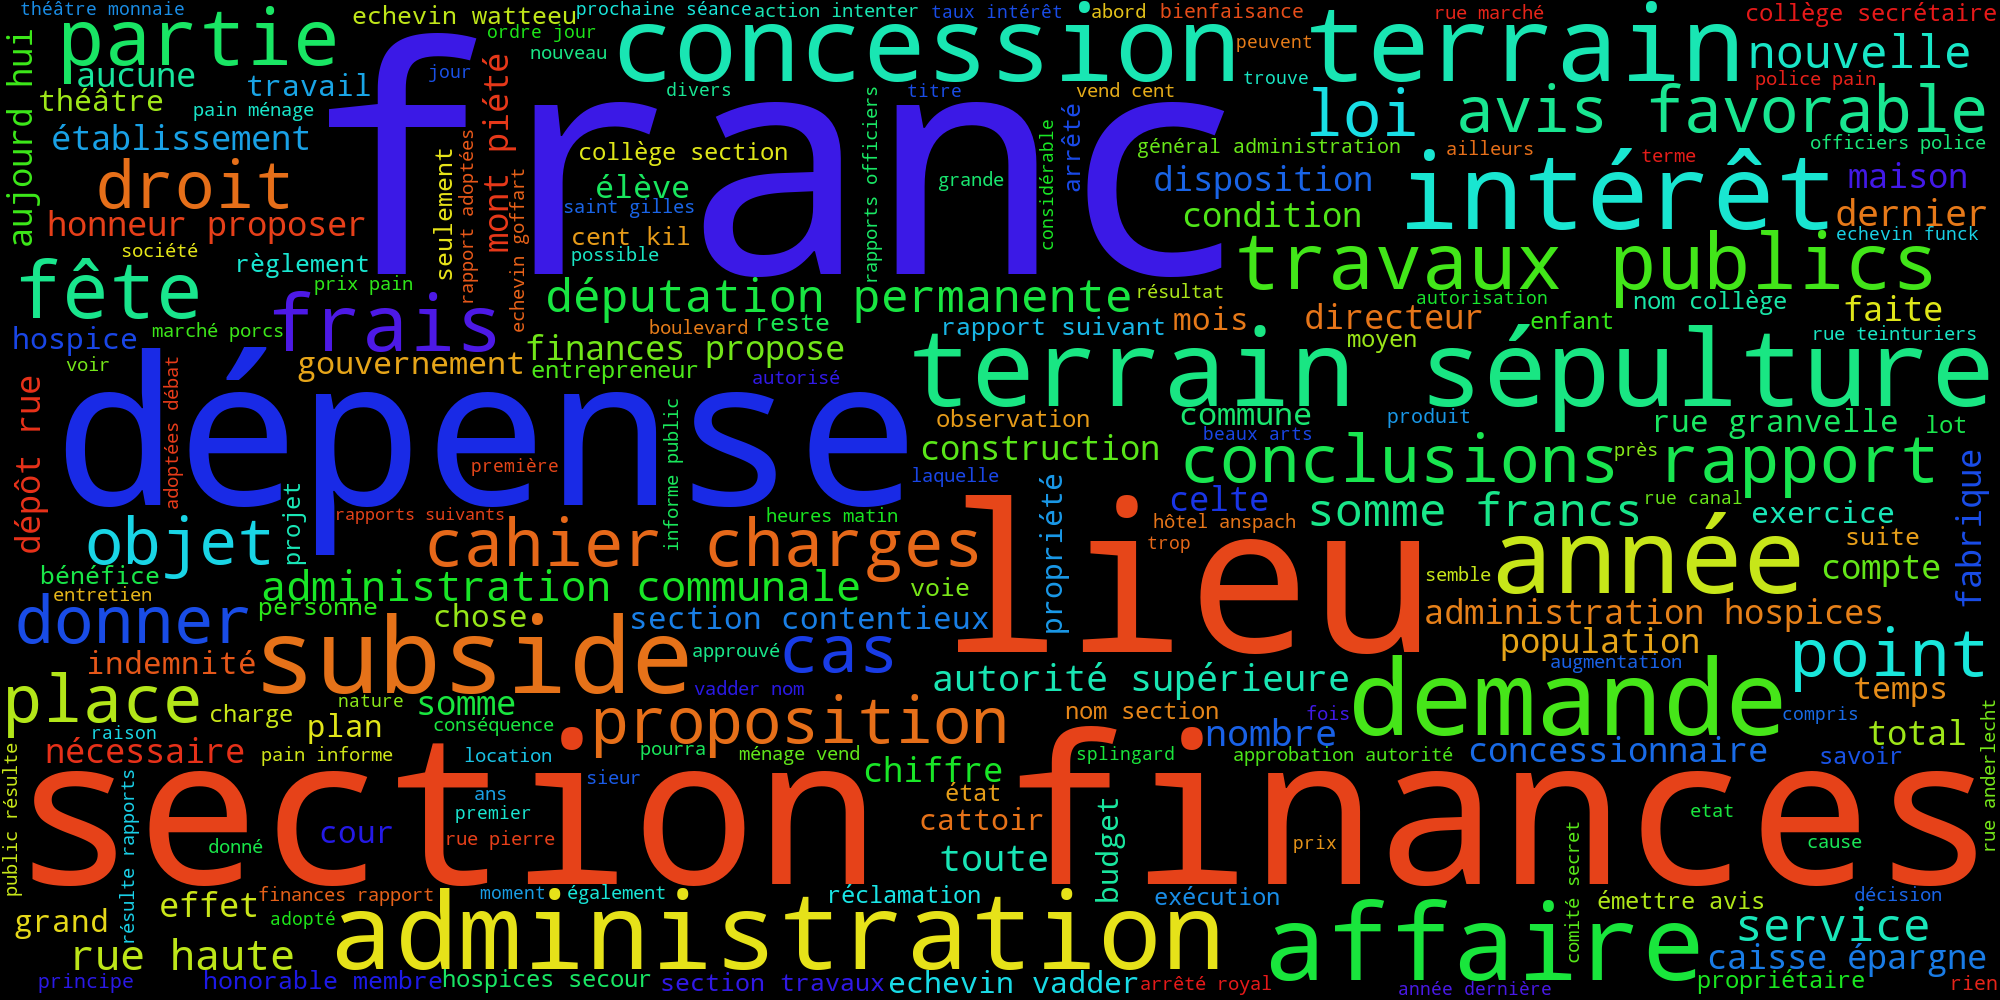 théâtre monnaie
echevin watteeu
prochaine séance
action intenter
taux intérêt
abord
bienfaisance
rue marché
collège secrétaire
partie
ordre jour
nouveau
concession
peuvent
terrain
nouvelle
aucune
travail
jour
mont piété
divers
titre
vend cent
trouve
police pain
aujourd hui
théâtre
pain ménage
franc
loi
avis favorable
établissement
seulement
rapport adoptées
collège section
rapports officiers
considérable
arrêté
général administration
ailleurs
terme
officiers police
droit
élève
grande
disposition
intérêt
maison
honneur proposer
saint gilles
condition
dernier
société
règlement
echevin goffart
cent kil
possible
travaux publics
echevin funck
fête
prix pain
frais
députation permanente
résultat
autorisation
nom collège
faite
hospice
marché porcs
boulevard
reste
rapport suivant
mois
directeur
enfant
rue teinturiers
voir
gouvernement
finances propose
entrepreneur
autorisé
moyen
terrain sépulture
dépôt rue
adoptées débat
dépense
informe public
observation
commune
produit
rue granvelle
lot
beaux arts
construction
conclusions rapport
près
première
laquelle
projet
propriété
celte
rue canal
fabrique
rapports suivants
heures matin
hôtel anspach
somme francs
exercice
objet
cahier charges
lieu
trop
année
suite
bénéfice
entretien
administration communale
voie
semble
compte
donner
personne
chose
section contentieux
administration hospices
subside
approuvé
cas
population
point
indemnité
autorité supérieure
augmentation
place
charge
nature
somme
vadder nom
demande
temps
raison
plan
conséquence
proposition
nom section
fois
compris
nombre
total
rue anderlecht
nécessaire
pain informe
location
pourra
ménage vend
splingard
approbation autorité
concessionnaire
savoir
public résulte
résulte rapports
section finances
sieur
chiffre
ans
état
premier
budget
etat
cour
rue pierre
cattoir
prix
cause
donné
toute
comité secret
effet
finances rapport
moment
également
réclamation
exécution
émettre avis
décision
grand
adopté
administration
affaire
service
rue haute
caisse épargne
principe
honorable membre
hospices secour
section travaux
echevin vadder
arrêté royal
année dernière
propriétaire
rien